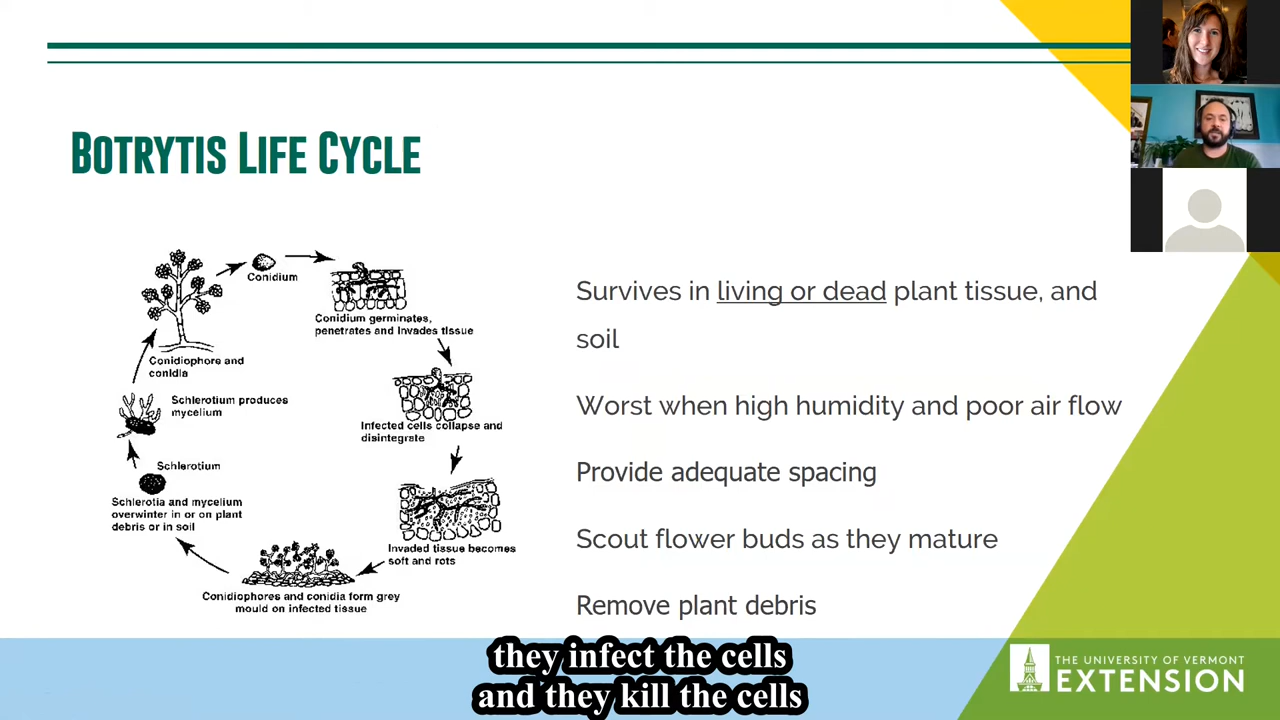 BOTRYTIS LIFE CYCLE
Conidium
Conidium germinates,
penetrates and invades tissue
Infected cells collapse and
disintegrate
Invaded tissue becomes
soft and rots
Conidiophores and conidia form grey
mould on infected tissue
Schlerotia and mycelium
overwinter in or on plant
debris or in soil
Schlerotium
Schlerotium produces
mycelium
Conidiophore and
conidia
Survives in living or dead plant tissue, and
soil
Worst when high humidity and poor air flow
Provide adequate spacing
Scout flower buds as they mature
Remove plant debris
they infect the cells
and they kill the cells
THE UNIVERSITY OF VERMONT
EXTENSION